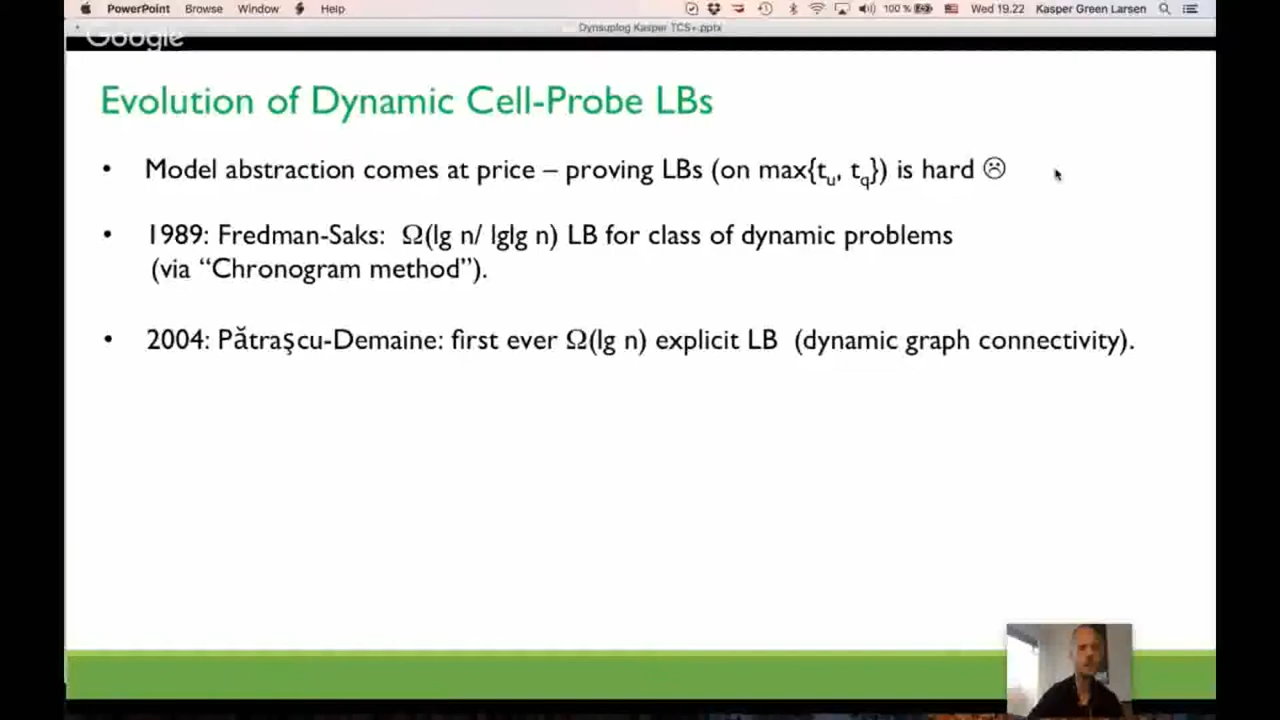 PowerPoint Browse Window Help 100 % Wed 19.22 Kasper Green Larsen
Dynsuplog Kasper TCS+.pptx
Google
Evolution of Dynamic Cell-Probe LBs
• Model abstraction comes at price – proving LBs (on max{tu, tq}) is hard ☹
• 1989: Fredman-Saks: Ω(lg n/ lglg n) LB for class of dynamic problems
(via “Chronogram method”).
• 2004: Pătraşcu-Demaine: first ever Ω(lg n) explicit LB (dynamic graph connectivity).